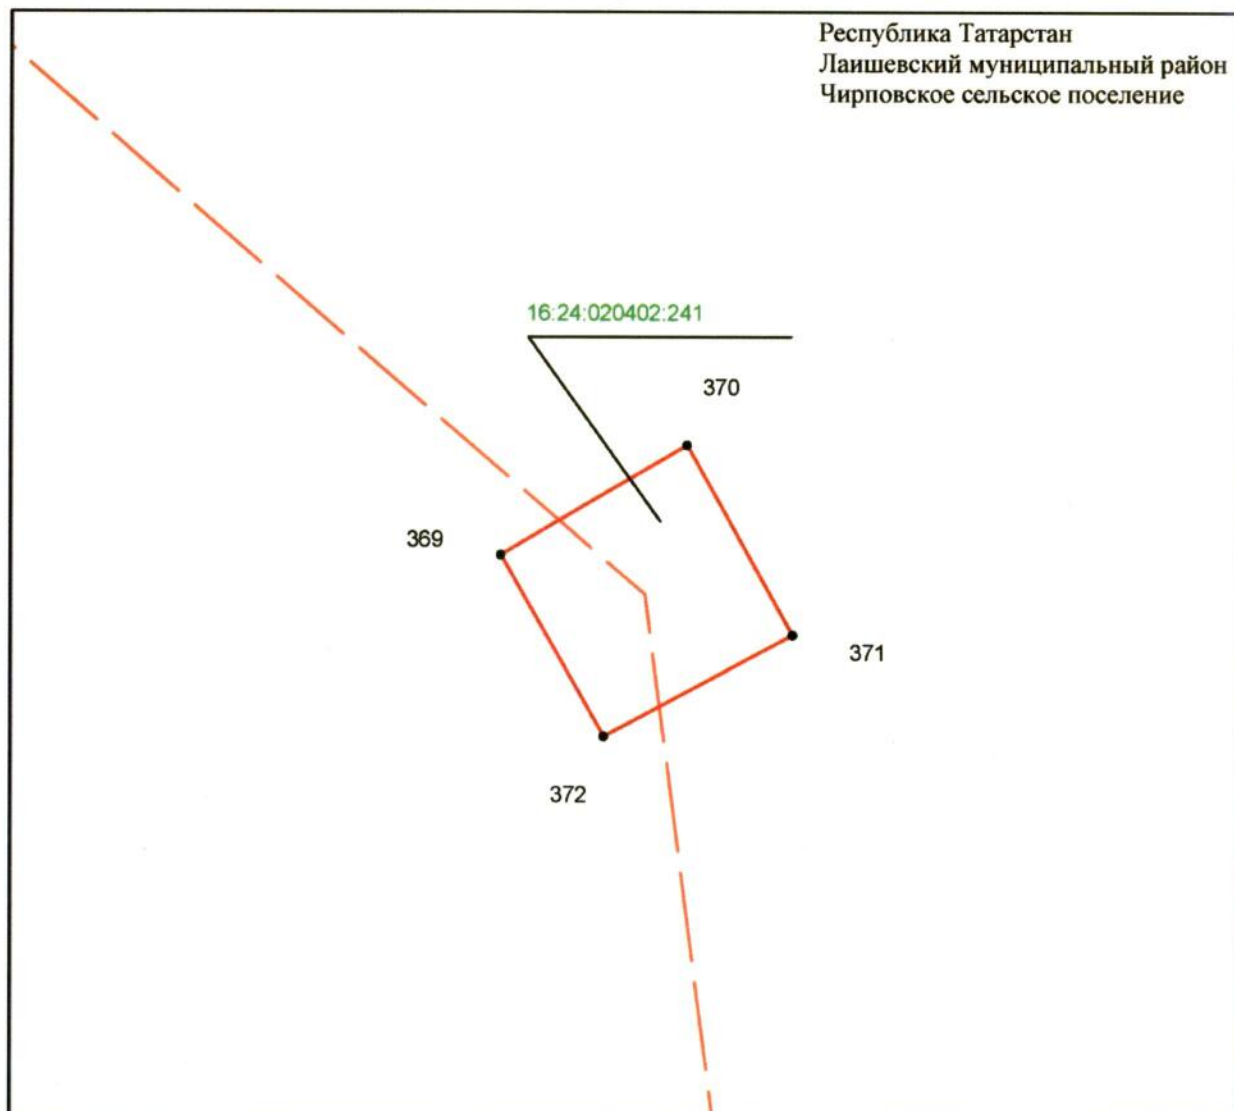 Республика Татарстан
Лаишевский муниципальный район
Чирповское сельское поселение
16:24:020402:241
370
369
371
372